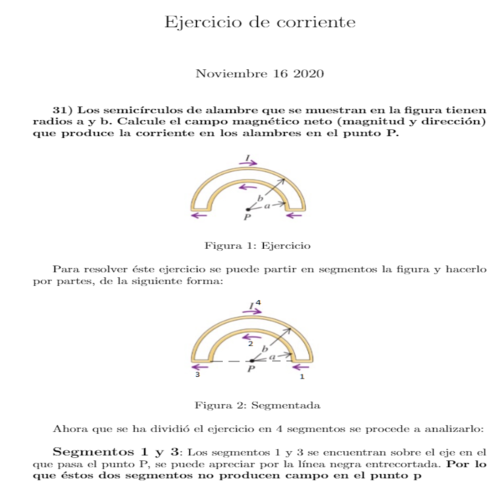 Ejercicio de corriente
Noviembre 16 2020
31) Los semicírculos de alambre que se muestran en la figura tienen
radios a y b. Calcule el campo magnético neto (magnitud y dirección)
que produce la corriente en los alambres en el punto P.
I
b
a
P
Figura 1: Ejercicio
Para resolver éste ejercicio se puede partir en segmentos la figura y hacerlo
por partes, de la siguiente forma:
I 4
2
b
a
P
3
1
Figura 2: Segmentada
Ahora que se ha dividió el ejercicio en 4 segmentos se procede a analizarlo:
Segmentos 1 y 3: Los segmentos 1 y 3 se encuentran sobre el eje en el
que pasa el punto P, se puede apreciar por la línea negra entrecortada. Por lo
que éstos dos segmentos no producen campo en el punto p